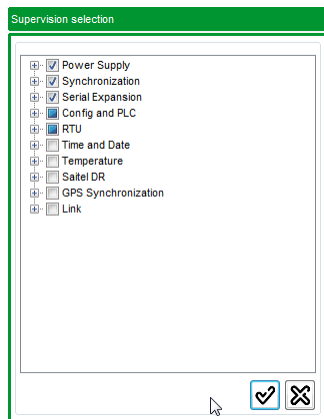 Supervision selection
Power Supply
Synchronization
Serial Expansion
Config and PLC
RTU
Time and Date
Temperature
Saitel DR
GPS Synchronization
Link